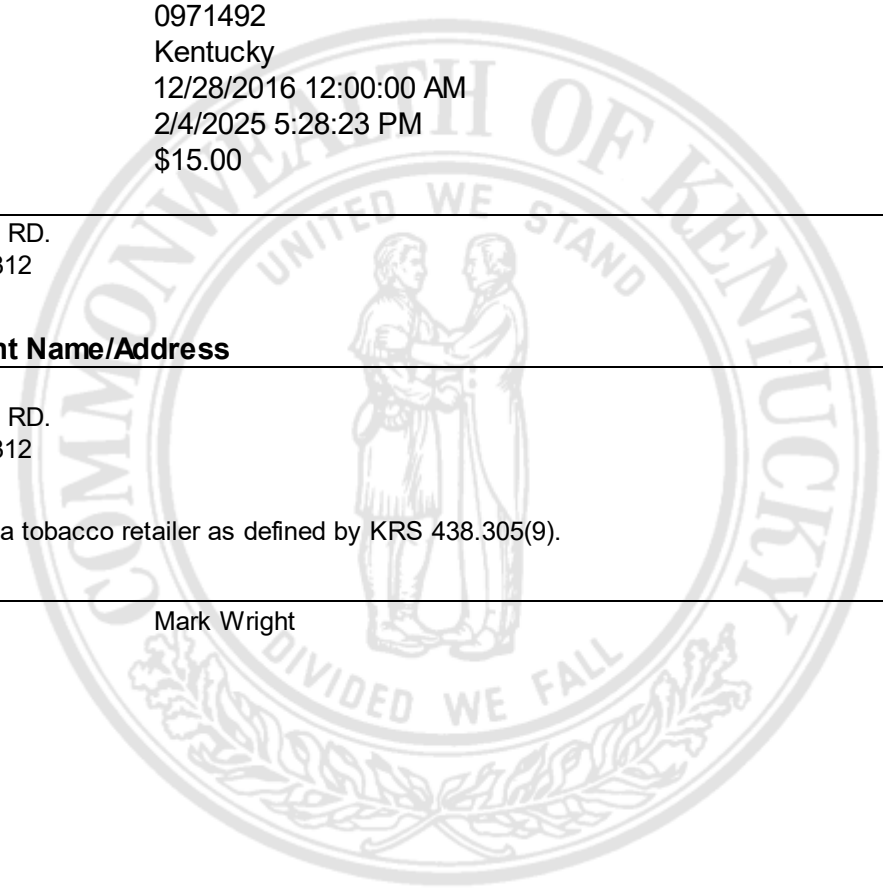 0971492
Kentucky
12/28/2016 12:00:00 AM
2/4/2025 5:28:23 PM
$15.00
RD.
312
nt Name/Address
RD.
312
a tobacco retailer as defined by KRS 438.305(9).
Mark Wright
COMMONWEALTH OF KENTUCKY
UNITED WE STAND
DIVIDED WE FALL